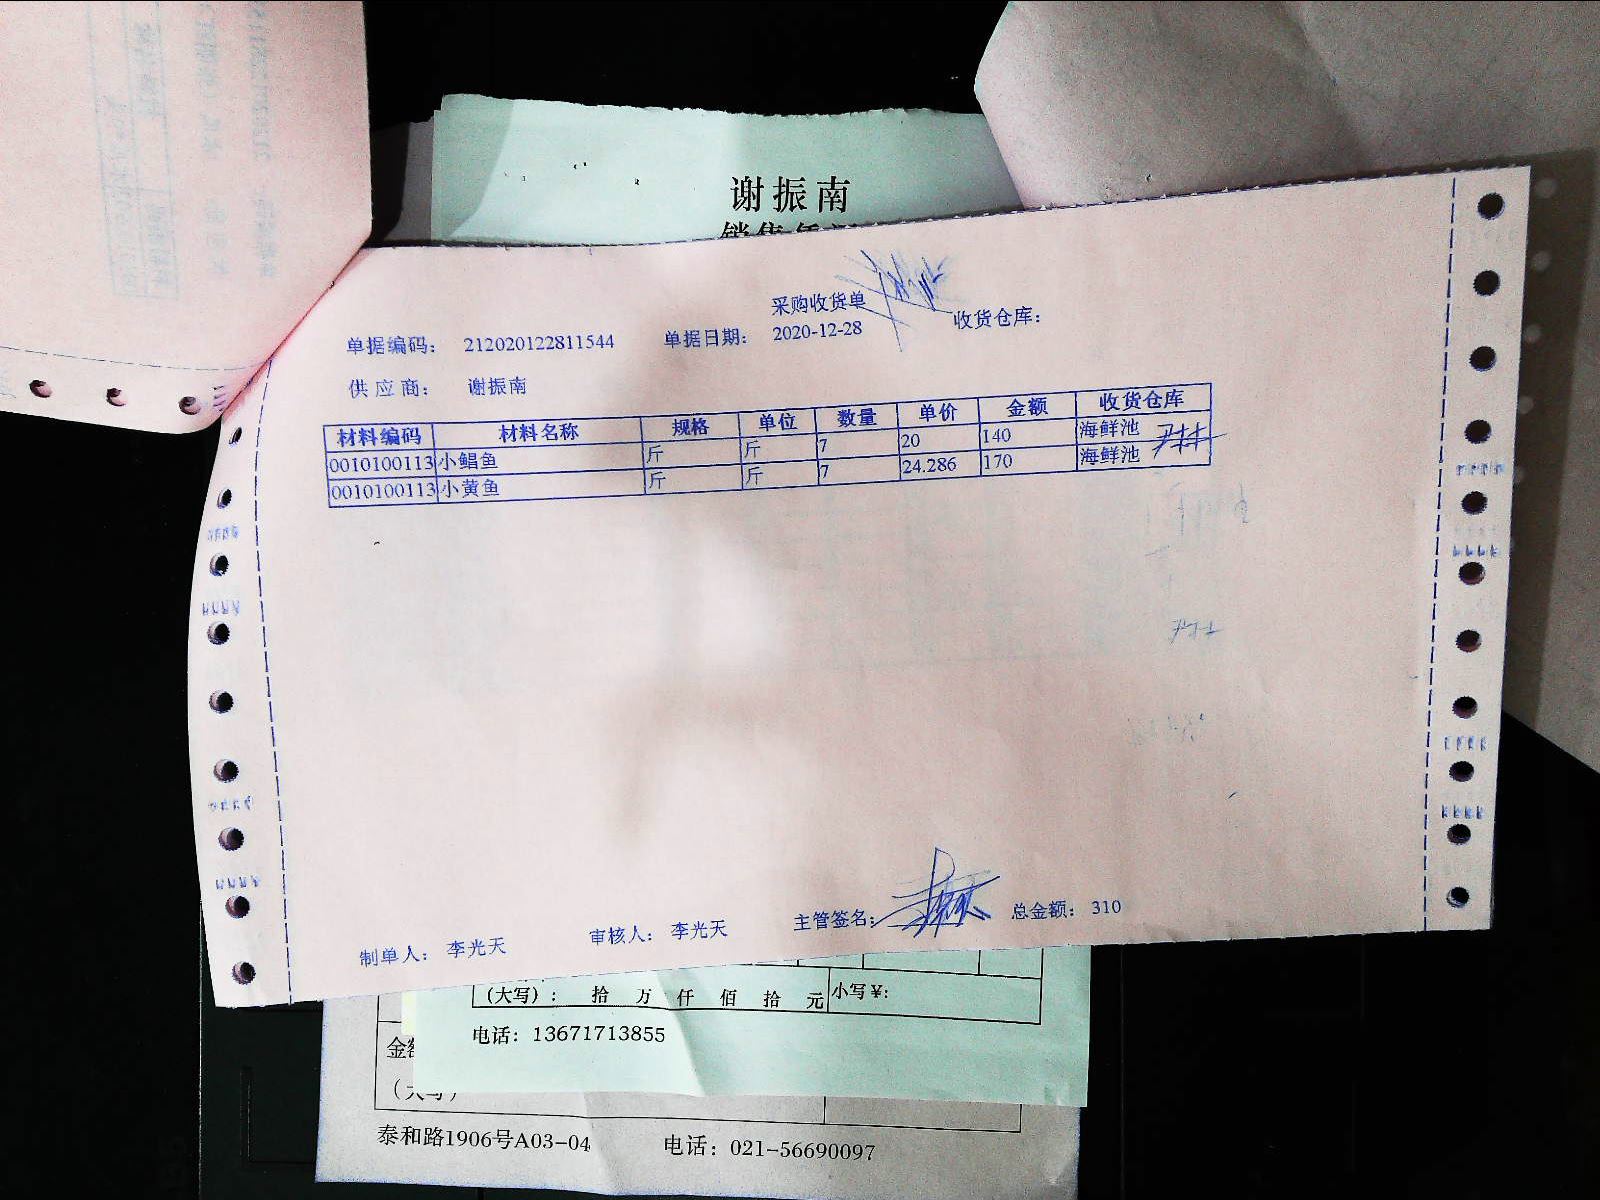 谢振南
采购收货单
单据编码： 212020122811544 单据日期： 2020-12-28 收货仓库：
供应商： 谢振南
材料编码 材料名称 规格 单位 数量 单价 金额 收货仓库
0010100113 小鲳鱼 斤 斤 7 20 140 海鲜池
0010100113 小黄鱼 斤 斤 7 24.286 170 海鲜池
制单人： 李光天 审核人： 李光天 主管签名： 总金额： 310
（大写）： 拾 万 仟 佰 拾 元 小写￥：
电话：13671713855
泰和路1906号A03-04 电话：021-56690097